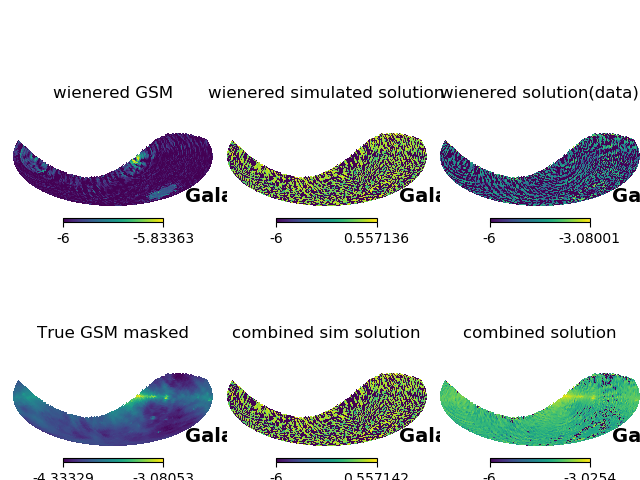 wienered GSM
wienered simulated solution
wienered solution(data)
Gala
Gala
Ga
-6
-5.83363
-6
0.557136
-6
-3.08001
True GSM masked
combined sim solution
combined solution
Gala
Gala
Ga
-4.33329
-3.08053
-6
0.557142
-6
-3.0254